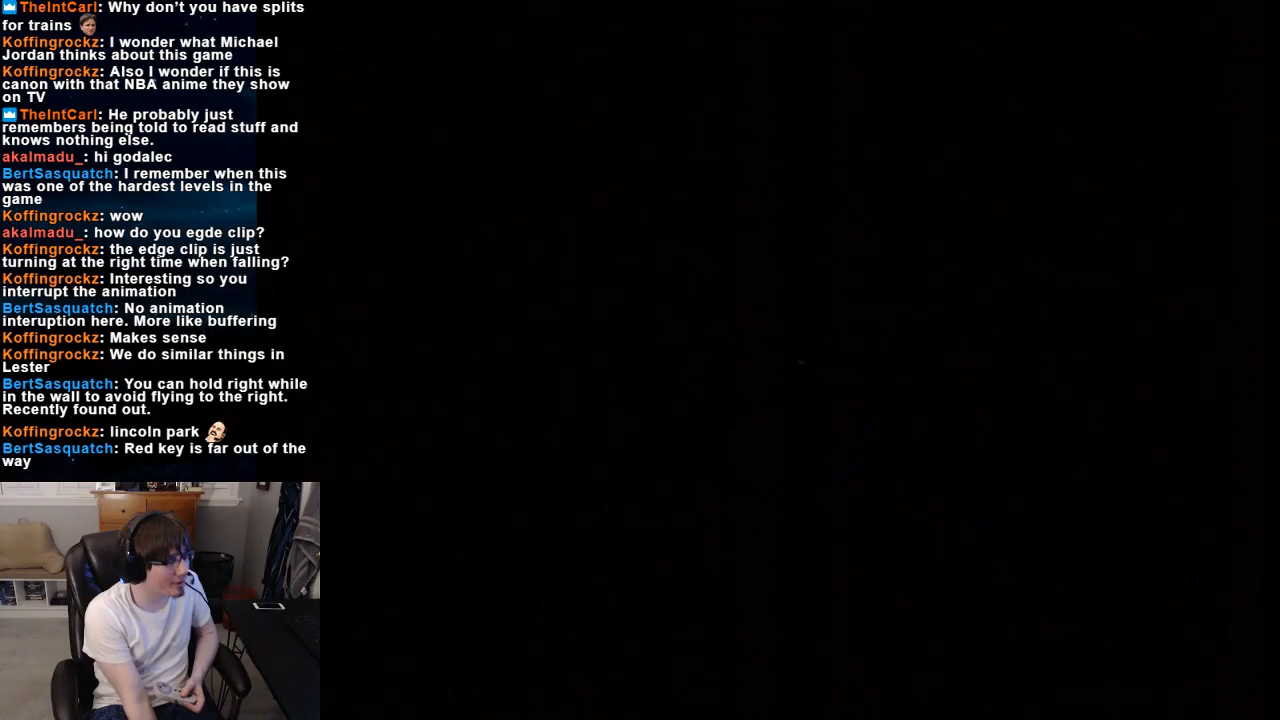 TheIntCarl: Why don't you have splits
for trains
Koffingrockz: I wonder what Michael
Jordan thinks about this game
Koffingrockz: Also I wonder if this is
canon with that NBA anime they show
on TV
TheIntCarl: He probably just
remembers being told to read stuff and
knows nothing else.
akalmadu_: hi godalec
BertSasquatch: I remember when this
was one of the hardest levels in the
game
Koffingrockz: wow
akalmadu_: how do you egde clip?
Koffingrockz: the edge clip is just
turning at the right time when falling?
Koffingrockz: Interesting so you
interrupt the animation
BertSasquatch: No animation
interuption here. More like buffering
Koffingrockz: Makes sense
Koffingrockz: We do similar things in
Lester
BertSasquatch: You can hold right while
in the wall to avoid flying to the right.
Recently found out.
Koffingrockz: lincoln park
BertSasquatch: Red key is far out of the
way